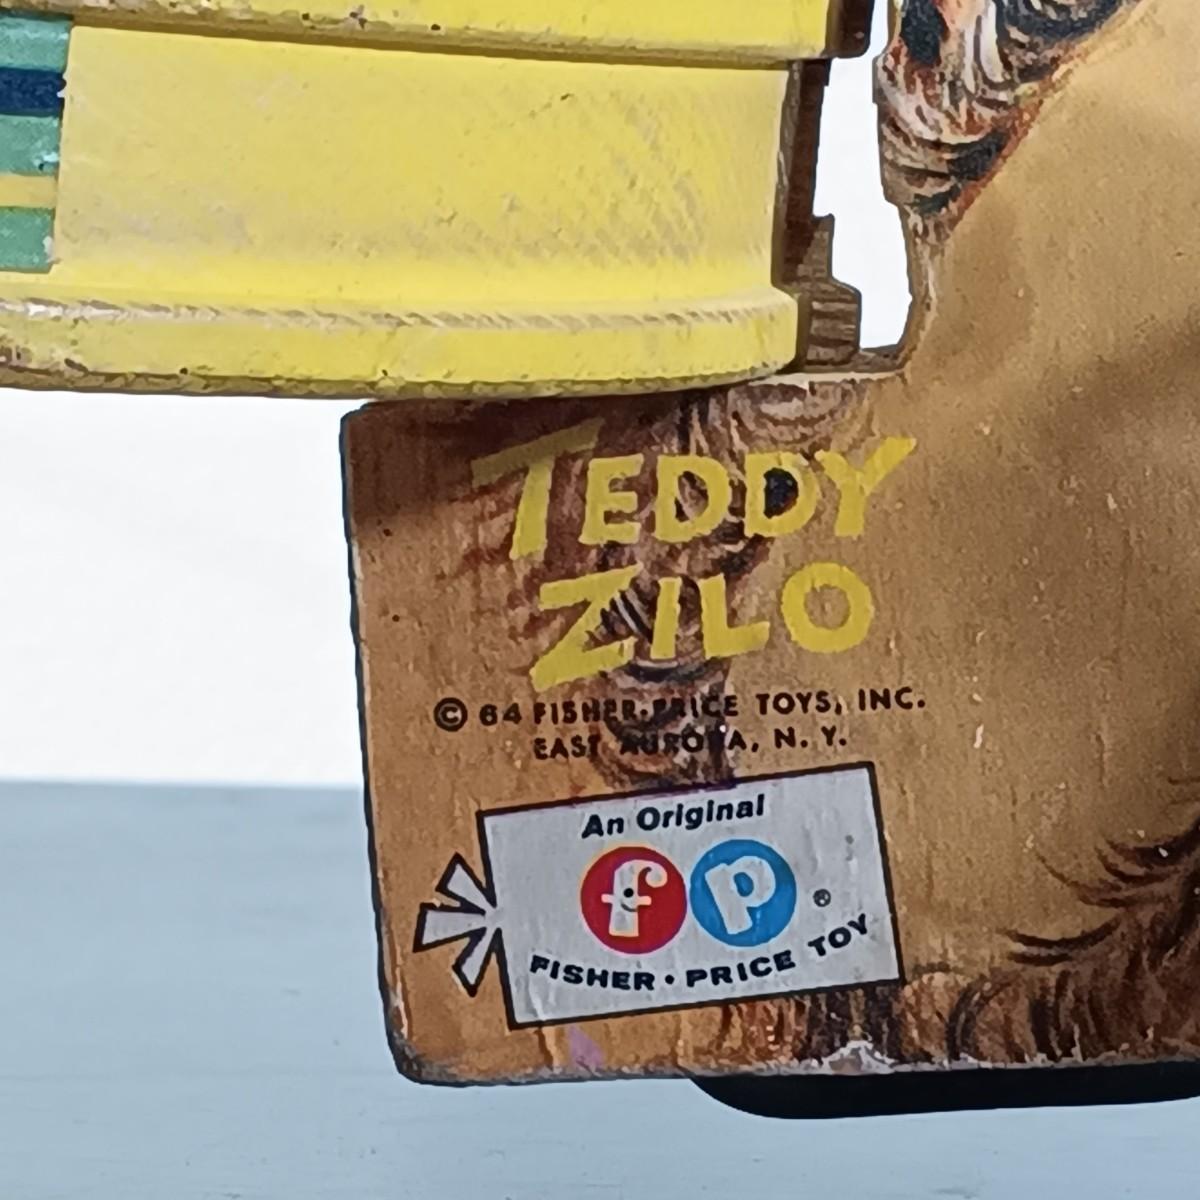 TEDDY
ZILO
© 64 FISHER-PRICE TOYS, INC.
EAST AURORA, N. Y.
An Original
fp ®
FISHER • PRICE TOY